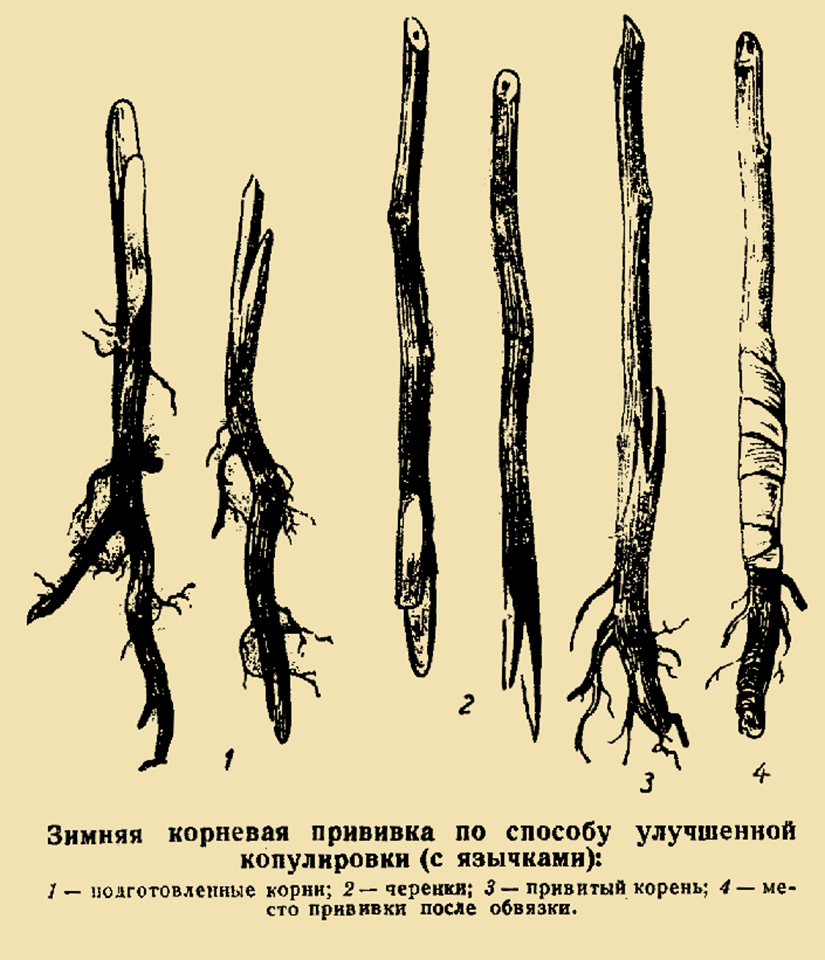 1
2
3
4
Зимняя корневая прививка по способу улучшенной
копулировки (с язычками):
1 — подготовленные корни; 2 — черенки; 3 — привитый корень; 4 — ме-
сто прививки после обвязки.